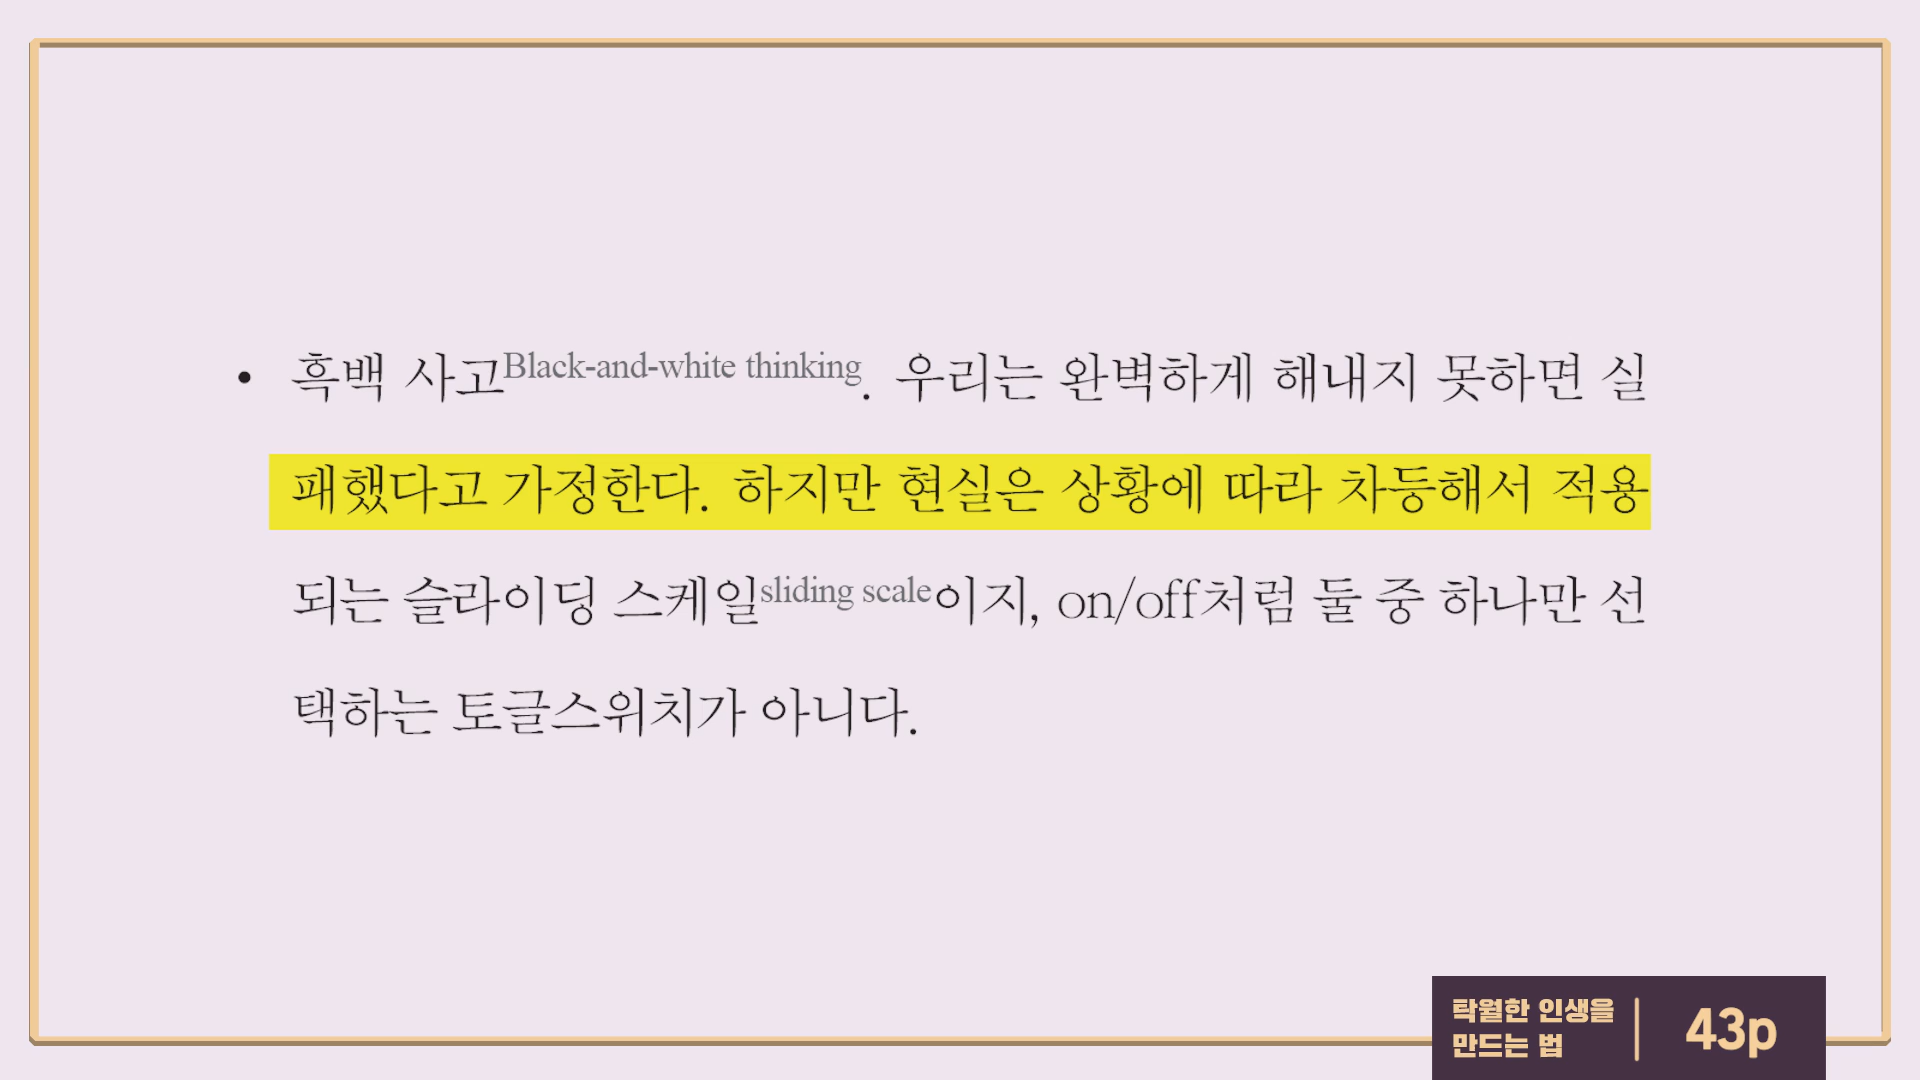 • 흑백 사고Black-and-white thinking. 우리는 완벽하게 해내지 못하면 실
패했다고 가정한다. 하지만 현실은 상황에 따라 차등해서 적용
되는 슬라이딩 스케일sliding scale이지, on/off처럼 둘 중 하나만 선
택하는 토글스위치가 아니다.
탁월한 인생을
만드는 법
43p